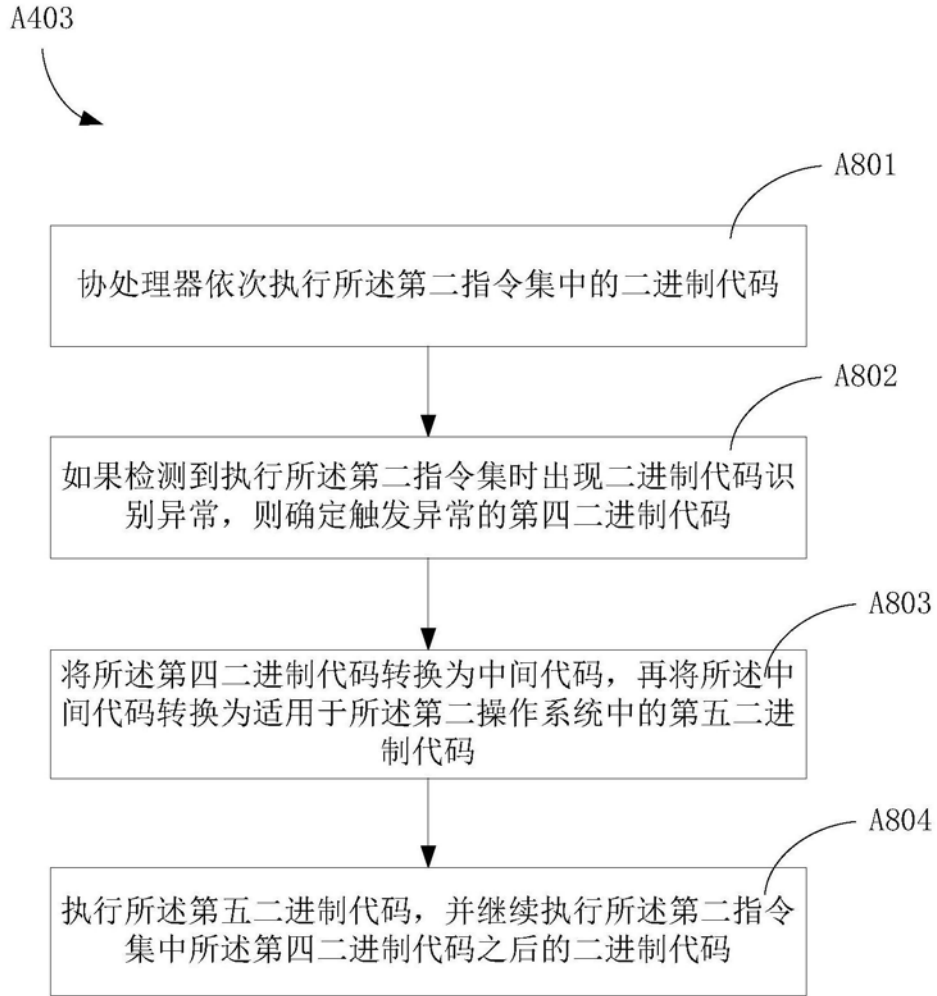 A403
A801
协处理器依次执行所述第二指令集中的二进制代码
A802
如果检测到执行所述第二指令集时出现二进制代码识
别异常，则确定触发异常的第四二进制代码
A803
将所述第四二进制代码转换为中间代码，再将所述中
间代码转换为适用于所述第二操作系统中的第五二进
制代码
A804
执行所述第五二进制代码，并继续执行所述第二指令
集中所述第四二进制代码之后的二进制代码